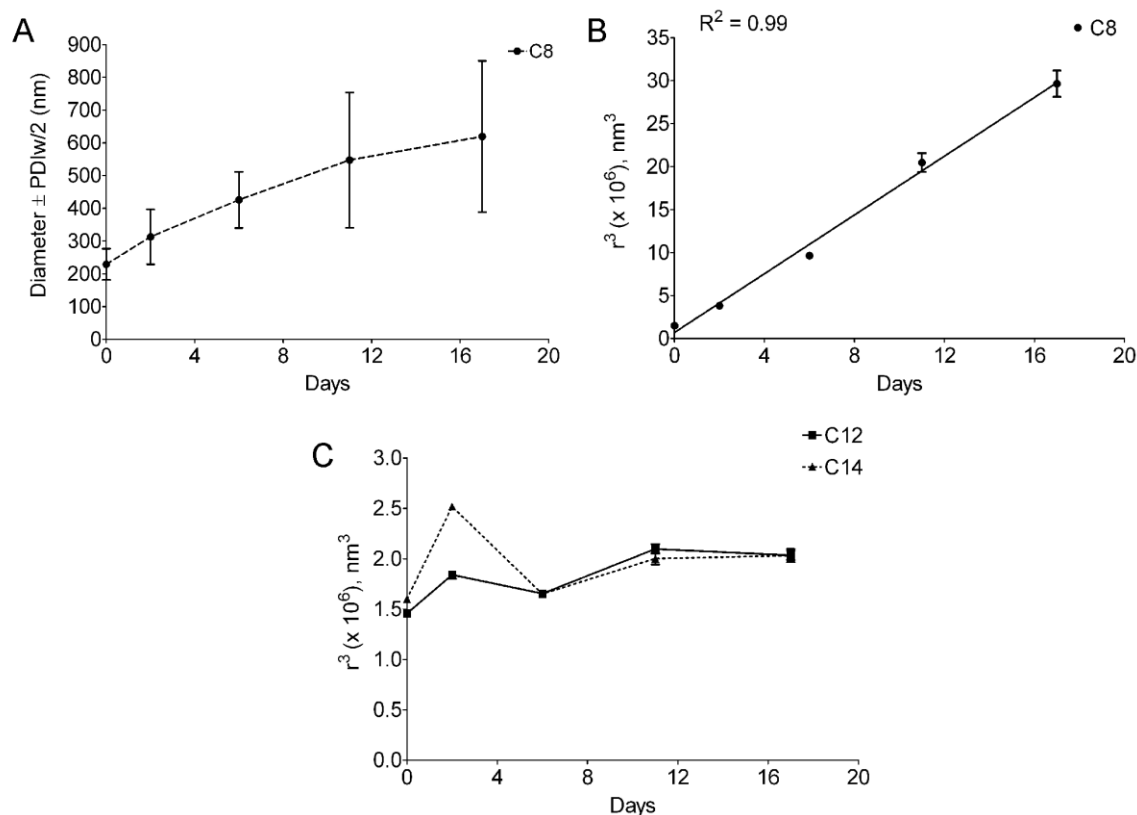 A
C8
Diameter ± PDIw/2 (nm)
900
800
700
600
500
400
300
200
100
0
0 4 8 12 16 20
Days
B
R² = 0.99
C8
r³ (x 10⁶), nm³
35
30
25
20
15
10
5
0
0 4 8 12 16 20
Days
C
C12
C14
r³ (x 10⁶), nm³
3.0
2.5
2.0
1.5
1.0
0.5
0.0
0 4 8 12 16 20
Days